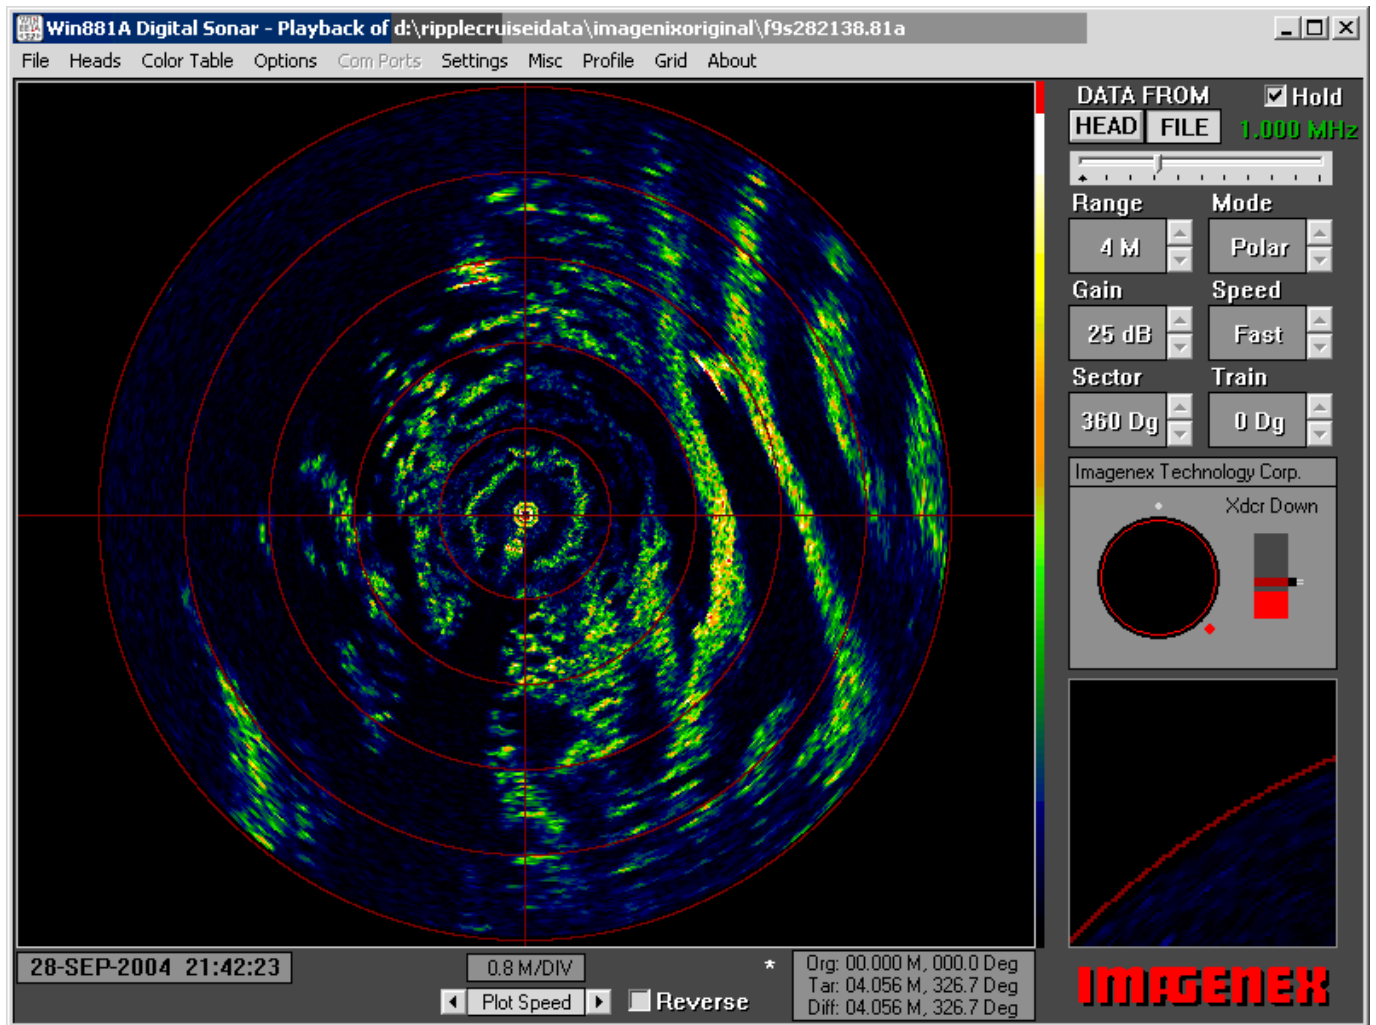 Win881A Digital Sonar - Playback of d:\ripplecruiseidata\imagenixoriginal\f9s282138.81a
File Heads Color Table Options Com Ports Settings Misc Profile Grid About
DATA FROM Hold
HEAD FILE 1.000 MHz
Range Mode
4 M Polar
Gain Speed
25 dB Fast
Sector Train
360 Dg 0 Dg
Imagenex Technology Corp.
Xdcr Down
28-SEP-2004 21:42:23
0.8 M/DIV
Plot Speed
Reverse
*
Org: 00.000 M, 000.0 Deg
Tar: 04.056 M, 326.7 Deg
Diff: 04.056 M, 326.7 Deg
IMAGENEX